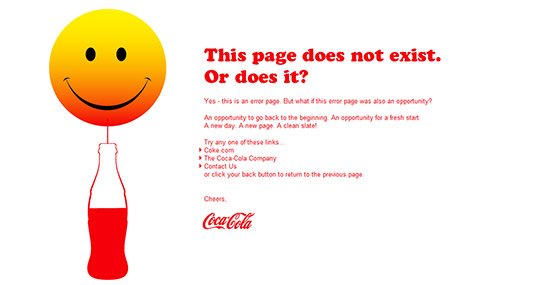 This page does not exist.
Or does it?
Yes - this is an error page. But what if this error page was also an opportunity?
An opportunity to go back to the beginning. An opportunity for a fresh start.
A new day. A new page. A clean slate!
Try any one of these links...
Coke.com
The Coca-Cola Company
Contact Us
or click your back button to return to the previous page.
Cheers,
Coca-Cola